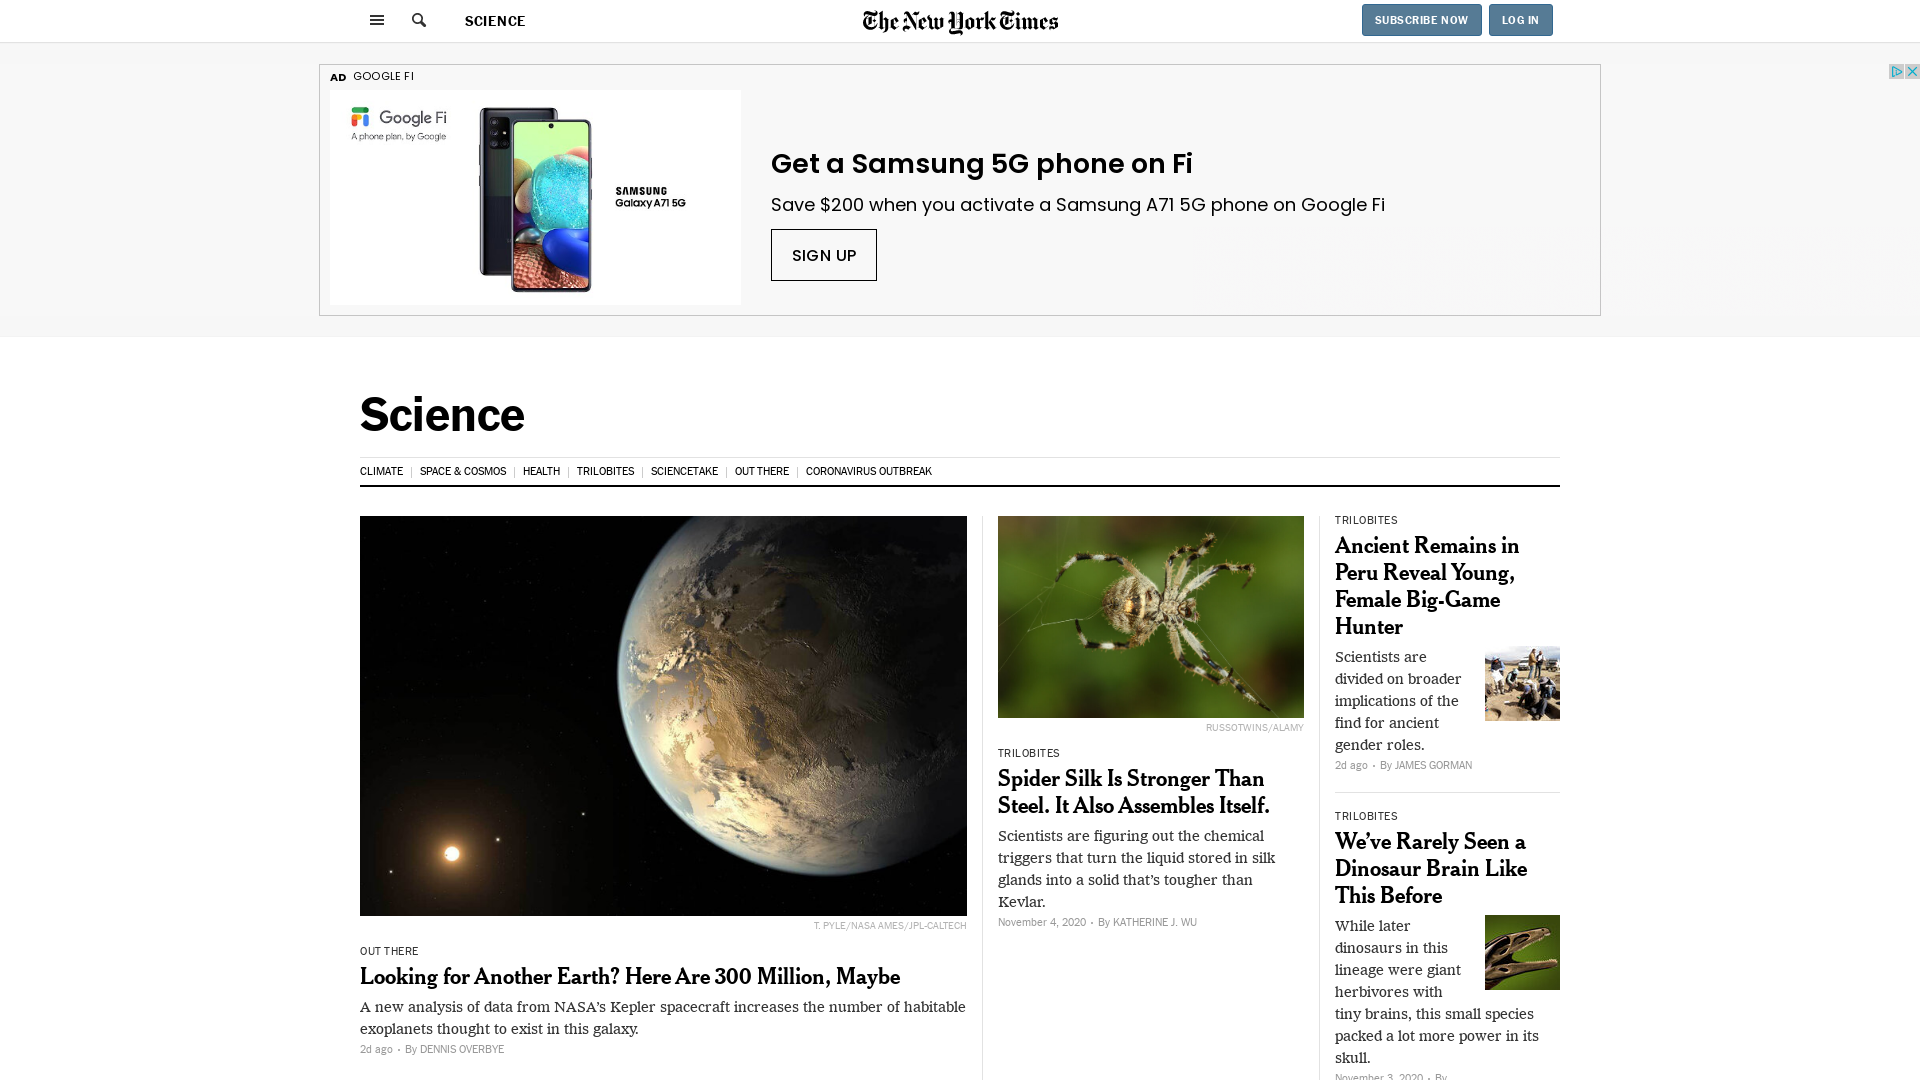 SCIENCE
The New York Times
SUBSCRIBE NOW
LOG IN
AD GOOGLE FI
Google Fi
A phone plan, by Google
SAMSUNG
Galaxy A71 5G
Get a Samsung 5G phone on Fi
Save $200 when you activate a Samsung A71 5G phone on Google Fi
SIGN UP
Science
CLIMATE
SPACE & COSMOS
HEALTH
TRILOBITES
SCIENCETAKE
OUT THERE
CORONAVIRUS OUTBREAK
T. PYLE/NASA AMES/JPL-CALTECH
OUT THERE
Looking for Another Earth? Here Are 300 Million, Maybe
A new analysis of data from NASA’s Kepler spacecraft increases the number of habitable
exoplanets thought to exist in this galaxy.
2d ago • By DENNIS OVERBYE
RUSSOTWINS/ALAMY
TRILOBITES
Spider Silk Is Stronger Than
Steel. It Also Assembles Itself.
Scientists are figuring out the chemical
triggers that turn the liquid stored in silk
glands into a solid that’s tougher than
Kevlar.
November 4, 2020 • By KATHERINE J. WU
TRILOBITES
Ancient Remains in
Peru Reveal Young,
Female Big-Game
Hunter
Scientists are
divided on broader
implications of the
find for ancient
gender roles.
2d ago • By JAMES GORMAN
TRILOBITES
We’ve Rarely Seen a
Dinosaur Brain Like
This Before
While later
dinosaurs in this
lineage were giant
herbivores with
tiny brains, this small species
packed a lot more power in its
skull.
November 3, 2020 • By